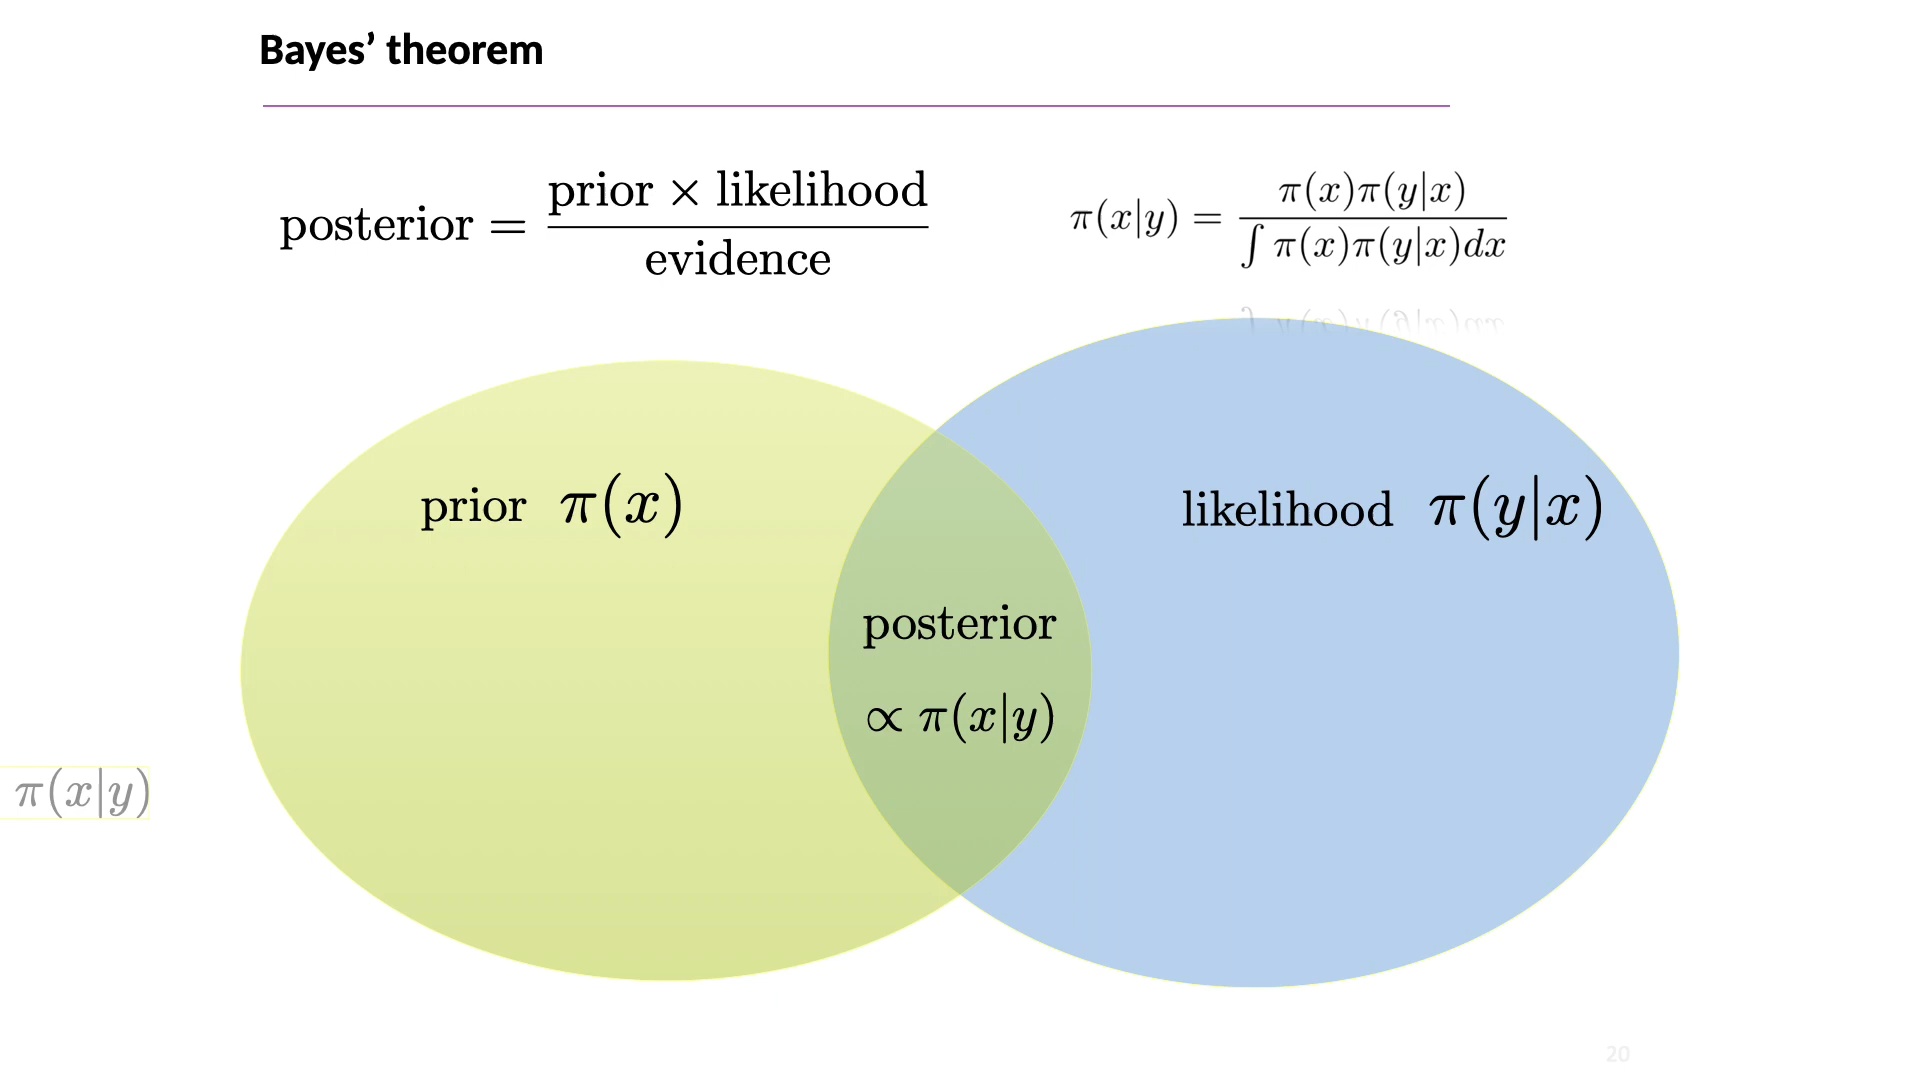 Bayes’ theorem
posterior = prior × likelihood / evidence
π(x|y) = π(x)π(y|x) / ∫ π(x)π(y|x)dx
prior π(x)
likelihood π(y|x)
posterior
∝ π(x|y)
π(x|y)
20